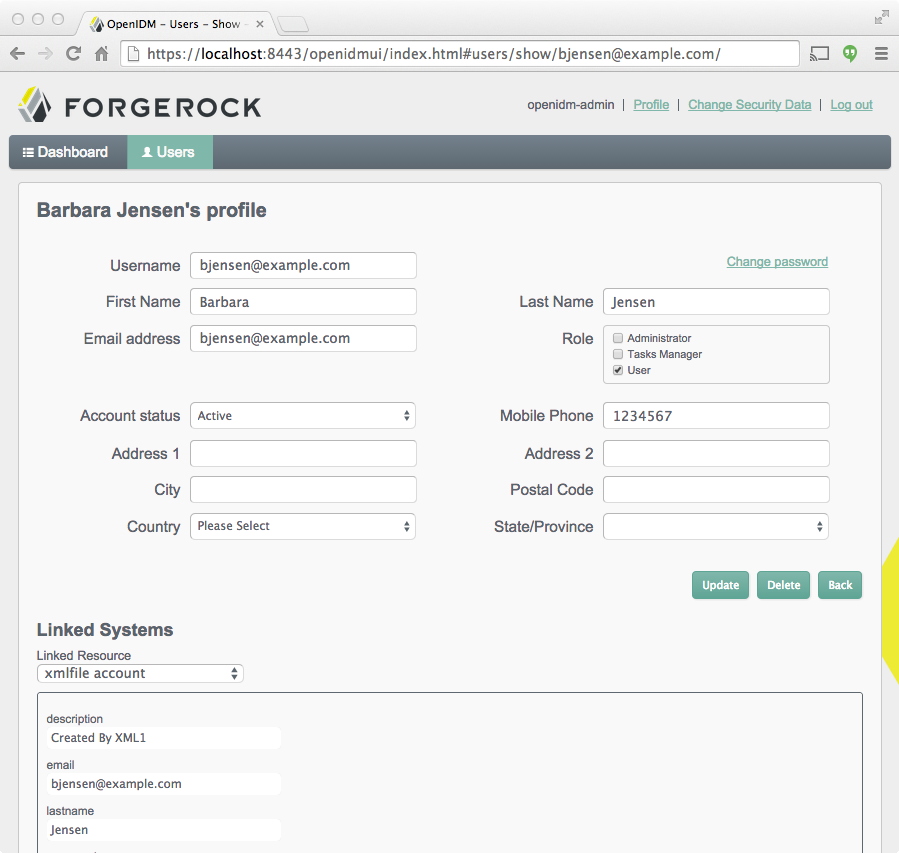 OpenIDM – Users – Show
https://localhost:8443/openidmui/index.html#users/show/bjensen@example.com/
FORGEROCK
openidm-admin | Profile | Change Security Data | Log out
Dashboard Users
Barbara Jensen's profile
Username bjensen@example.com Change password
First Name Barbara Last Name Jensen
Email address bjensen@example.com Role Administrator
Tasks Manager
User
Account status Active Mobile Phone 1234567
Address 1 Address 2
City Postal Code
Country Please Select State/Province
Update Delete Back
Linked Systems
Linked Resource
xmlfile account
description
Created By XML1
email
bjensen@example.com
lastname
Jensen